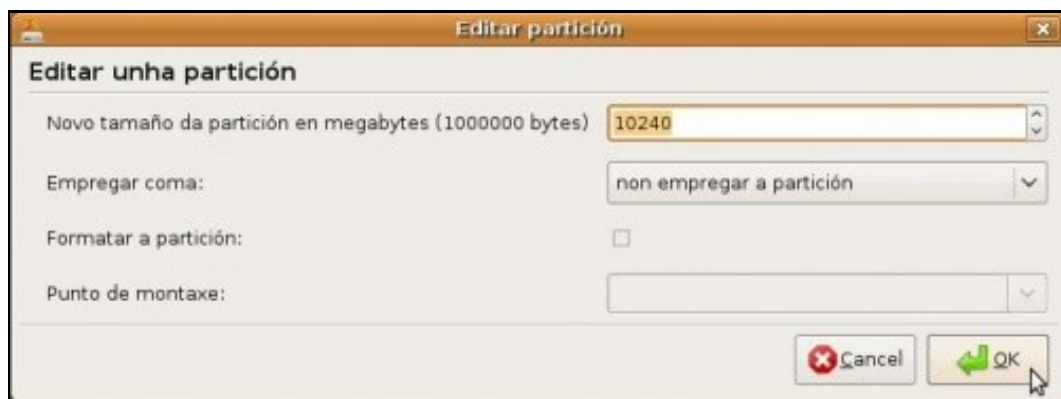 Editar partición
Editar unha partición
Novo tamaño da partición en megabytes (1000000 bytes) 10240
Empregar coma: non empregar a partición
Formatar a partición:
Punto de montaxe:
Cancel OK